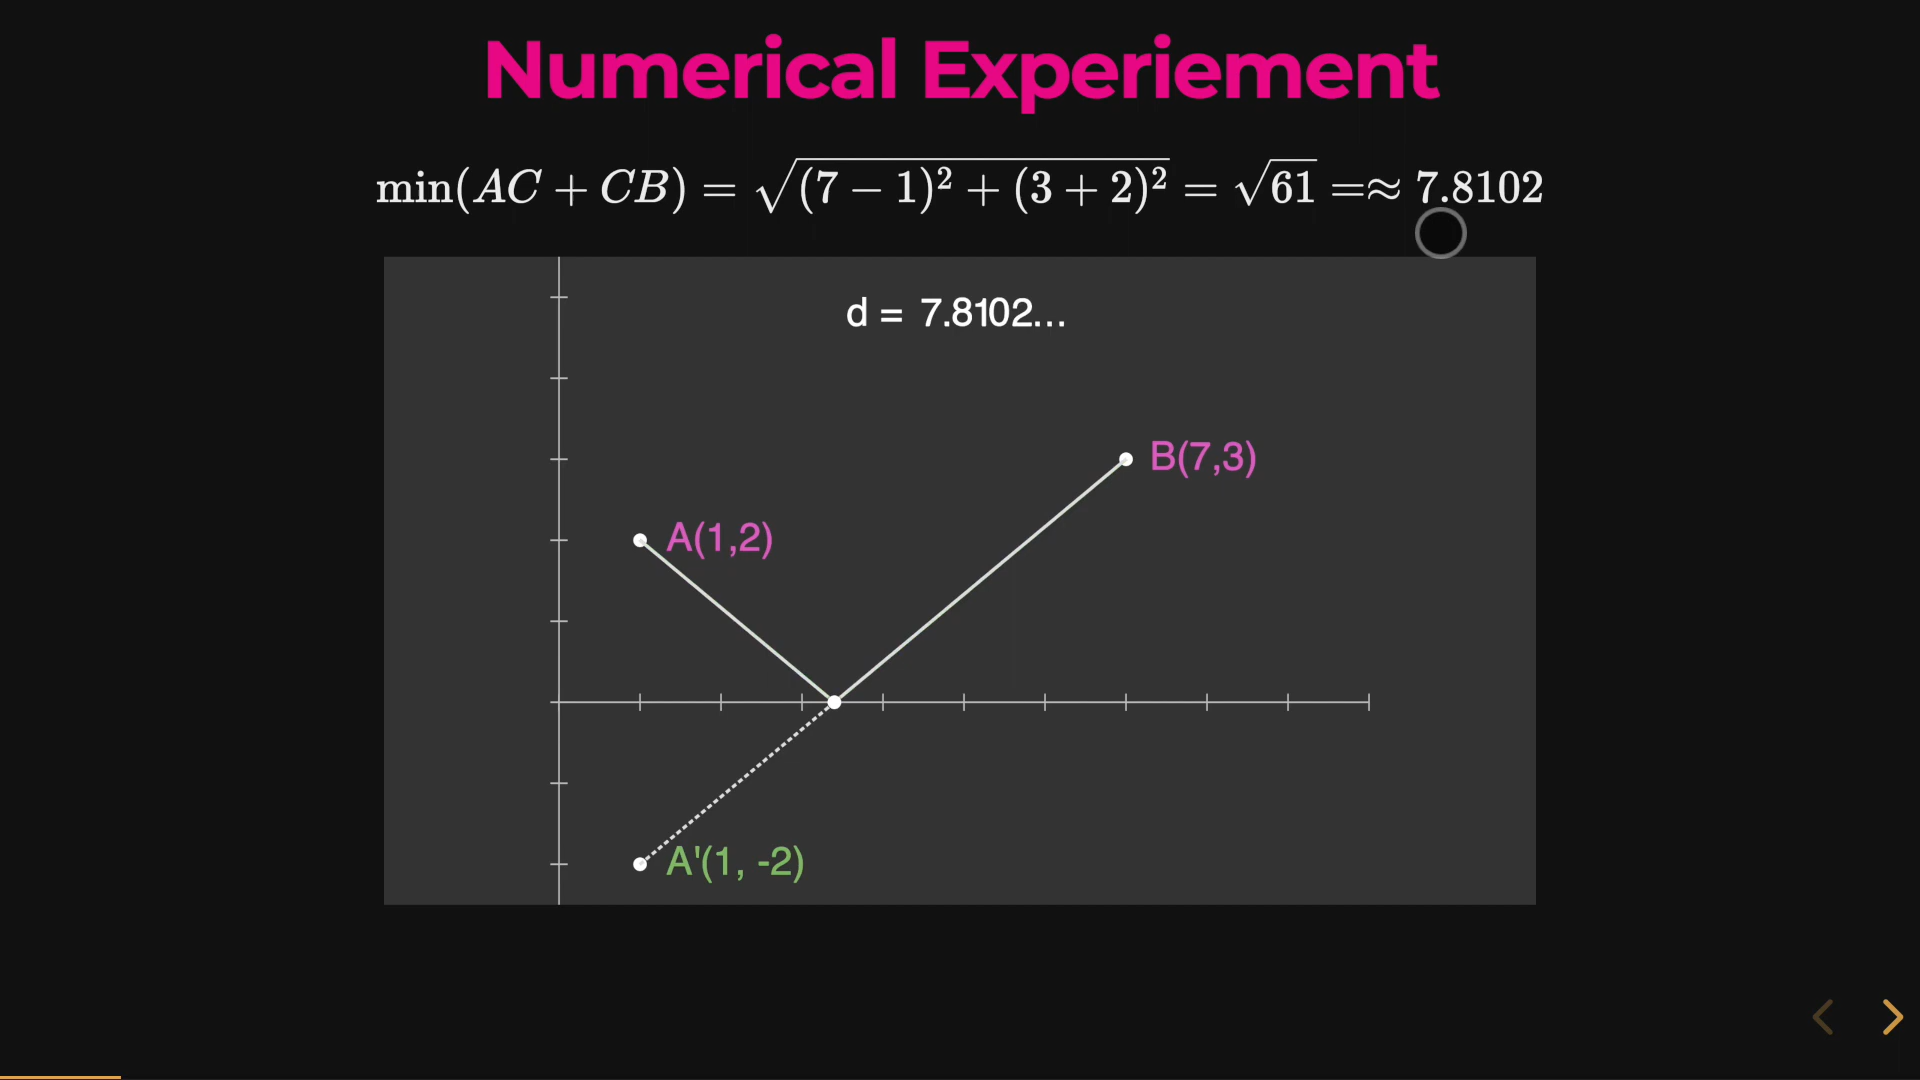 Numerical Experiement
min(AC + CB) = √(7 − 1)² + (3 + 2)² = √61 =≈ 7.8102
d = 7.8102...
B(7,3)
A(1,2)
A'(1, -2)